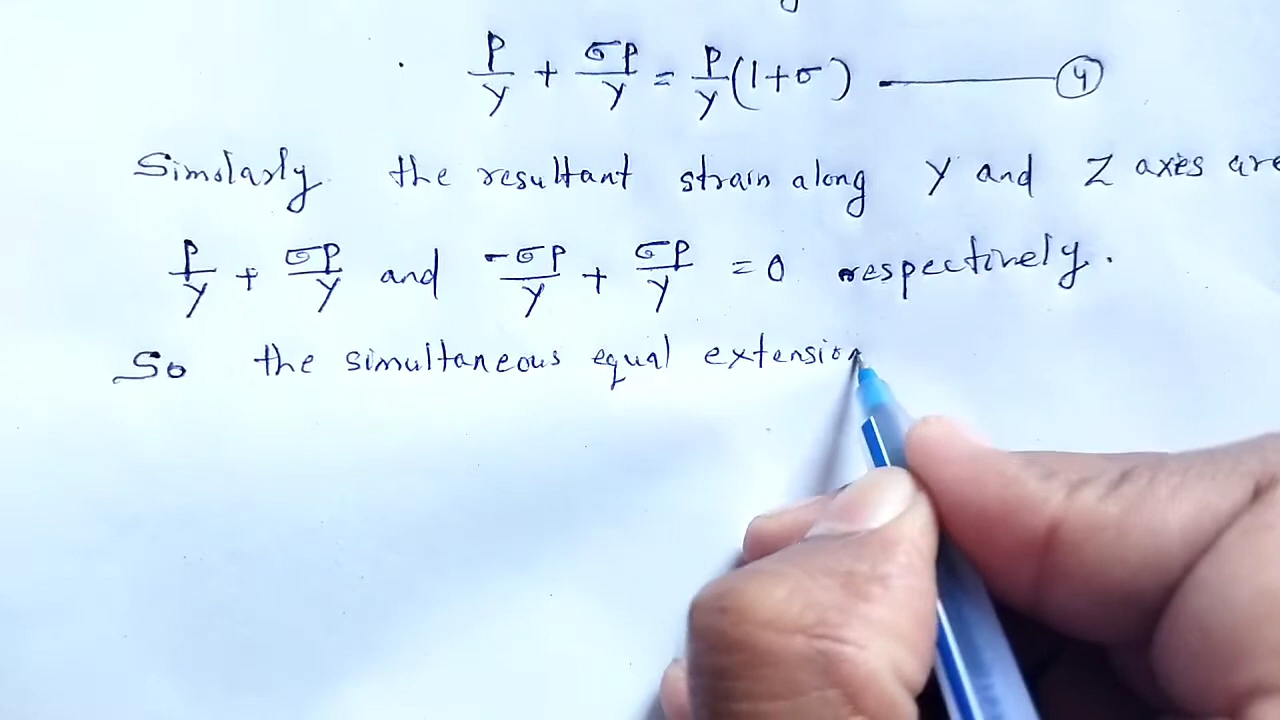 P/Y + σP/Y = P/Y (1+σ) ——— ④
Similarly the resultant strain along Y and Z axes are
P/Y + σP/Y and -σP/Y + σP/Y = 0 respectively.
So the simultaneous equal extension